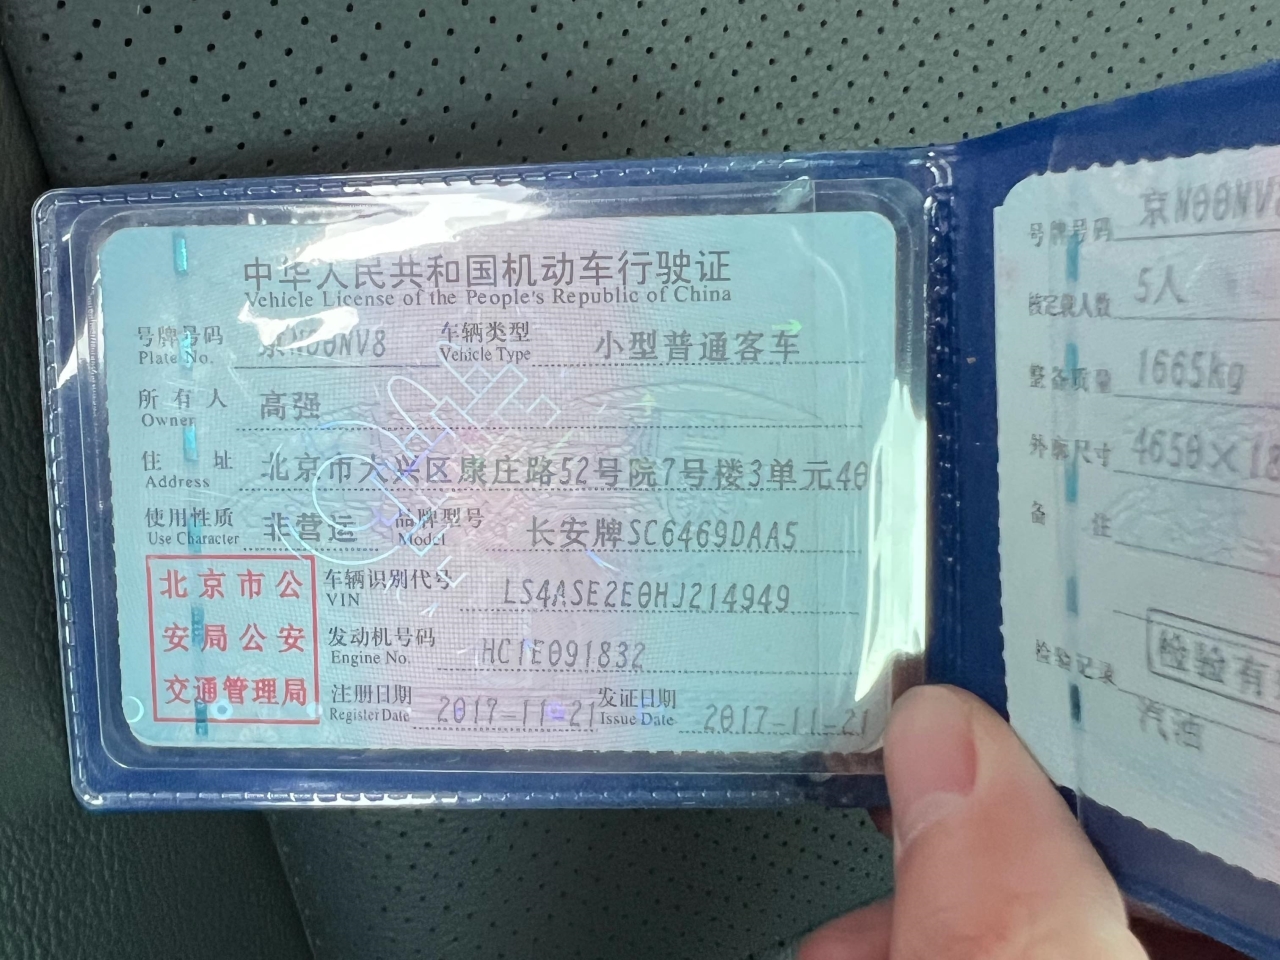 中华人民共和国机动车行驶证
Vehicle License of the People's Republic of China
号牌号码 京N00NV8 车辆类型 小型普通客车
Plate No. Vehicle Type
所有人 高强
Owner
住址 北京市大兴区康庄路52号院7号楼3单元40
Address
使用性质 非营运 品牌型号 长安牌SC6469DAA5
Use Character Model
北京市公
安局公安
交通管理局
车辆识别代号 LS4ASE2E0HJ214949
VIN
发动机号码 HC1E091832
Engine No.
注册日期 2017-11-21 发证日期 2017-11-21
Register Date Issue Date
号牌号码 京N00NV
核定载人数 5人
整备质量 1665kg
外廓尺寸 4650×18
备注
检验有
检验记录
汽油